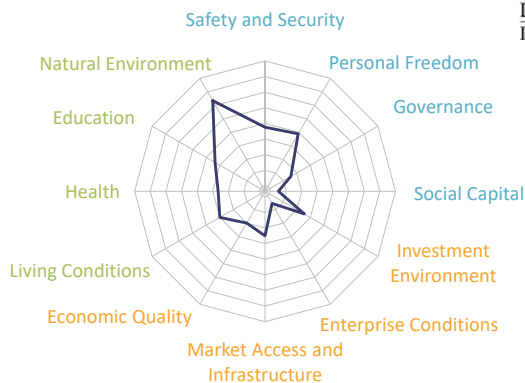 Safety and Security
Natural Environment
Personal Freedom
Education
Governance
Health
Social Capital
Investment
Environment
Living Conditions
Economic Quality
Enterprise Conditions
Market Access and
Infrastructure